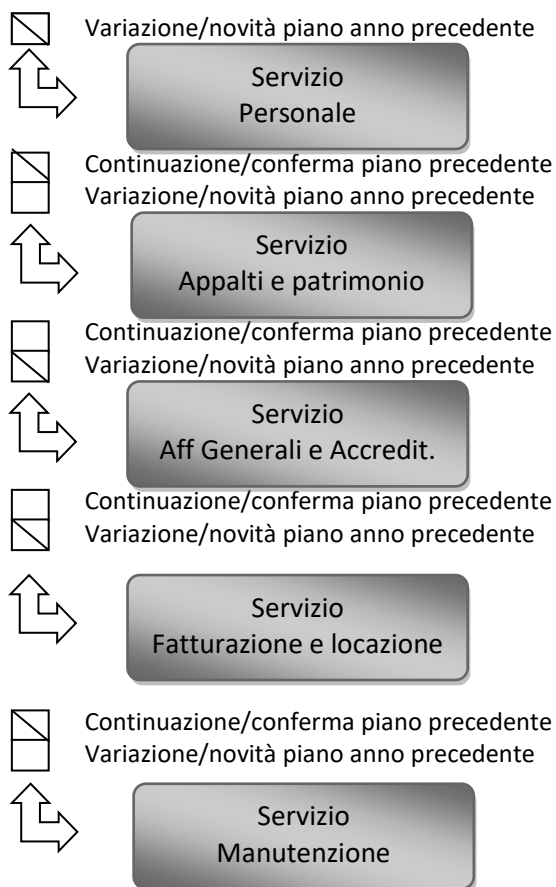 Variazione/novità piano anno precedente
Servizio
Personale
Continuazione/conferma piano precedente
Variazione/novità piano anno precedente
Servizio
Appalti e patrimonio
Continuazione/conferma piano precedente
Variazione/novità piano anno precedente
Servizio
Aff Generali e Accredit.
Continuazione/conferma piano precedente
Variazione/novità piano anno precedente
Servizio
Fatturazione e locazione
Continuazione/conferma piano precedente
Variazione/novità piano anno precedente
Servizio
Manutenzione